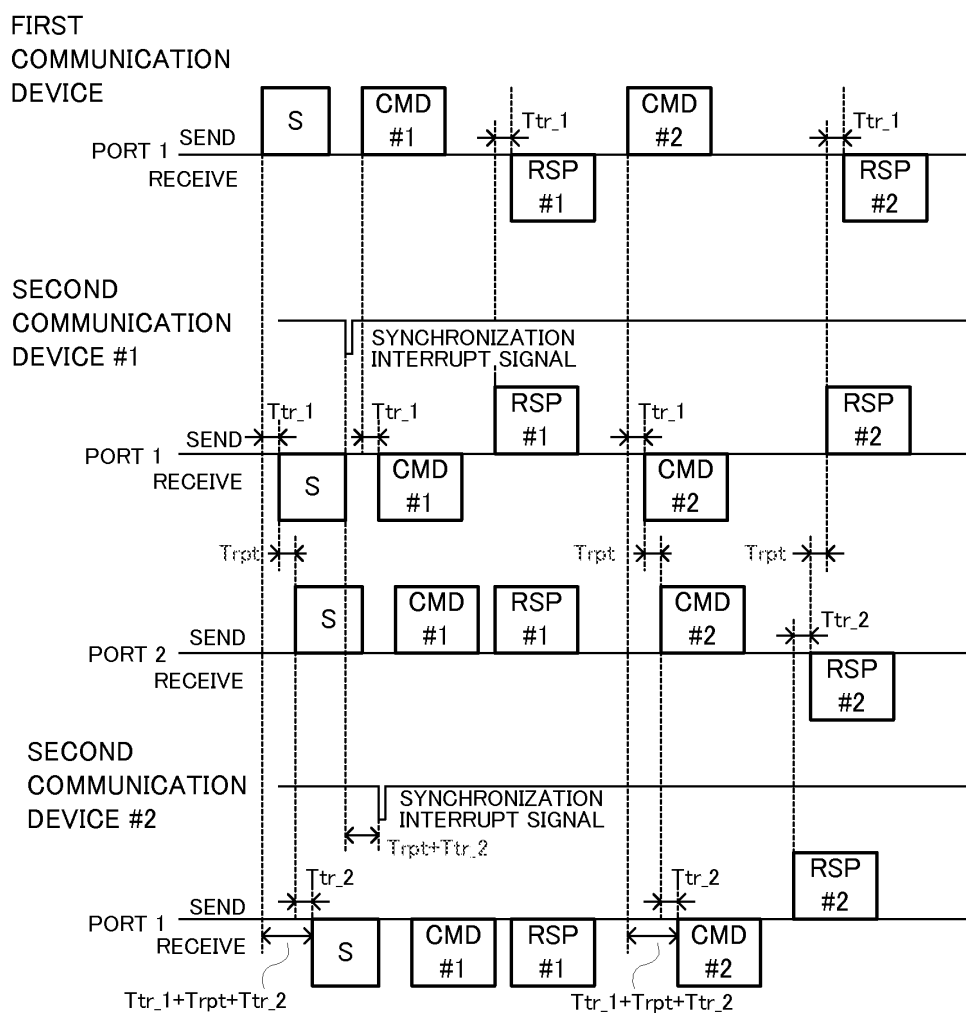 FIRST
COMMUNICATION
DEVICE
S
CMD
#1
Ttr_1
CMD
#2
Ttr_1
PORT 1
SEND
RECEIVE
RSP
#1
RSP
#2
SECOND
COMMUNICATION
DEVICE #1
SYNCHRONIZATION
INTERRUPT SIGNAL
Ttr_1
Ttr_1
RSP
#1
Ttr_1
RSP
#2
PORT 1
SEND
RECEIVE
S
CMD
#1
CMD
#2
Trpt
Trpt
Trpt
S
CMD
#1
RSP
#1
CMD
#2
Ttr_2
PORT 2
SEND
RECEIVE
RSP
#2
SECOND
COMMUNICATION
DEVICE #2
SYNCHRONIZATION
INTERRUPT SIGNAL
Trpt+Ttr_2
Ttr_2
Ttr_2
RSP
#2
PORT 1
SEND
RECEIVE
S
CMD
#1
RSP
#1
CMD
#2
Ttr_1+Trpt+Ttr_2
Ttr_1+Trpt+Ttr_2